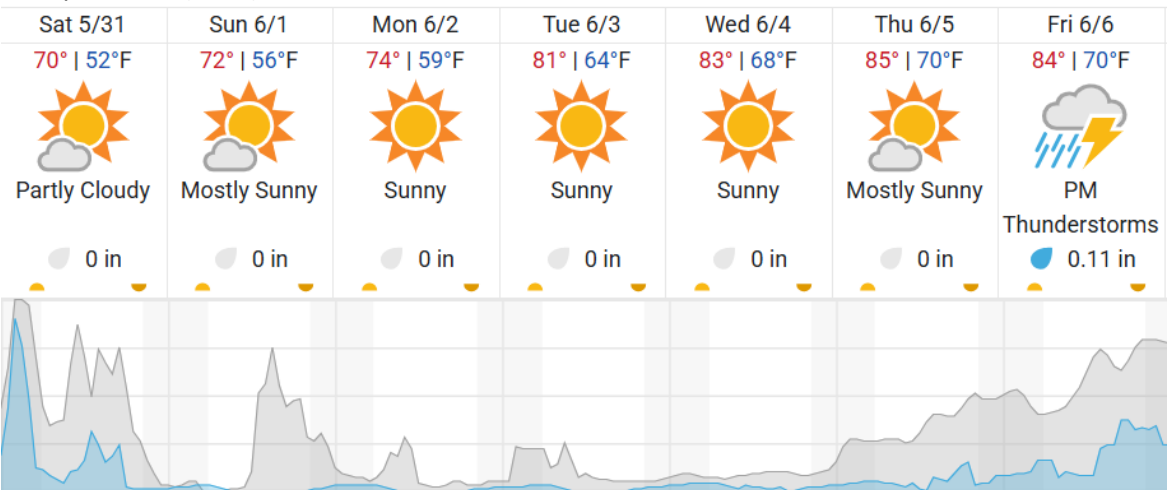 Sat 5/31 Sun 6/1 Mon 6/2 Tue 6/3 Wed 6/4 Thu 6/5 Fri 6/6
70° | 52°F 72° | 56°F 74° | 59°F 81° | 64°F 83° | 68°F 85° | 70°F 84° | 70°F
Partly Cloudy Mostly Sunny Sunny Sunny Sunny Mostly Sunny PM
Thunderstorms
0 in 0 in 0 in 0 in 0 in 0 in 0.11 in